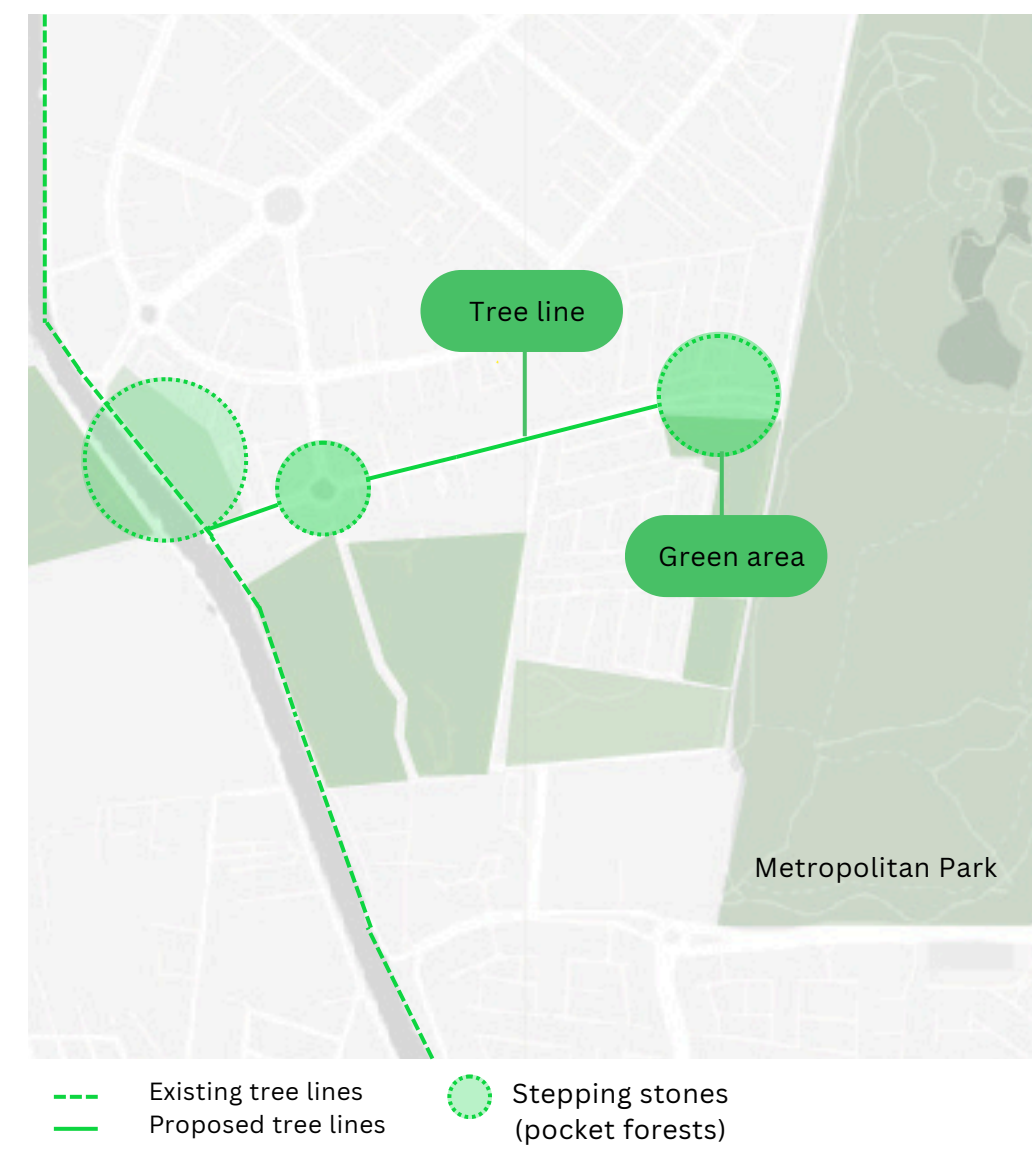 Tree line
Green area
Metropolitan Park
Existing tree lines
Proposed tree lines
Stepping stones
(pocket forests)